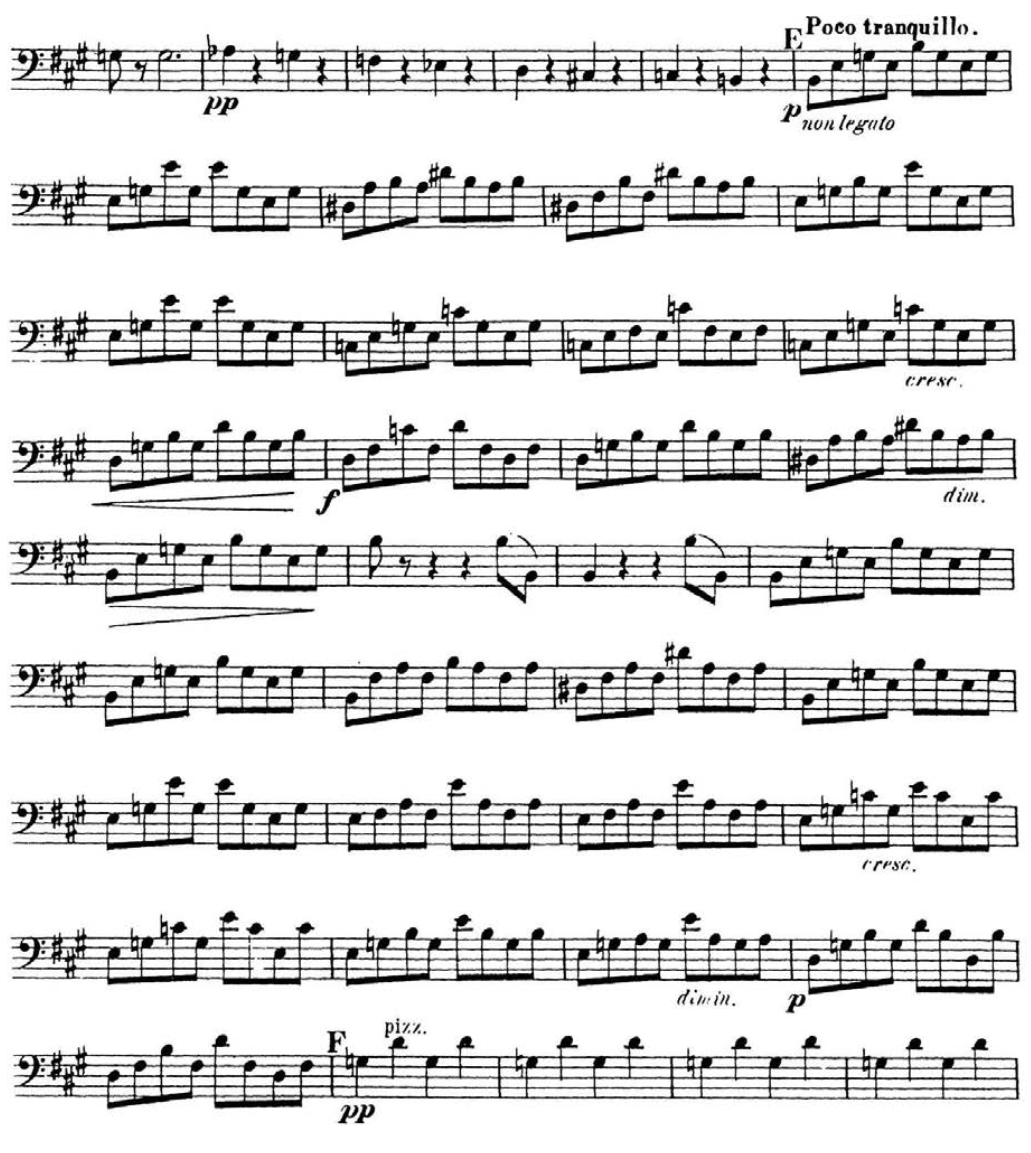 E Poco tranquillo.
pp
p non legato
cresc.
f
dim.
cresc.
dimin.
p
F pizz.
pp